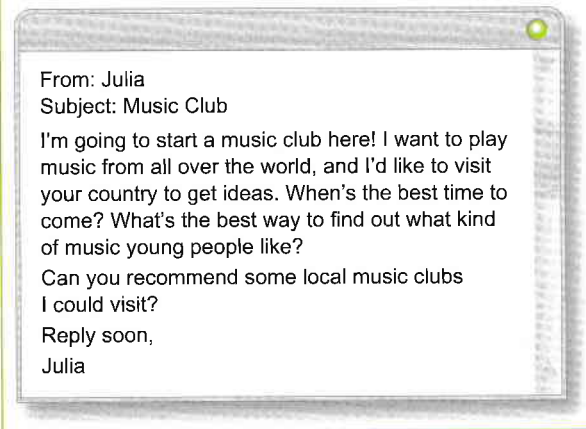 From: Julia
Subject: Music Club
I'm going to start a music club here! I want to play
music from all over the world, and I'd like to visit
your country to get ideas. When's the best time to
come? What's the best way to find out what kind
of music young people like?
Can you recommend some local music clubs
I could visit?
Reply soon,
Julia